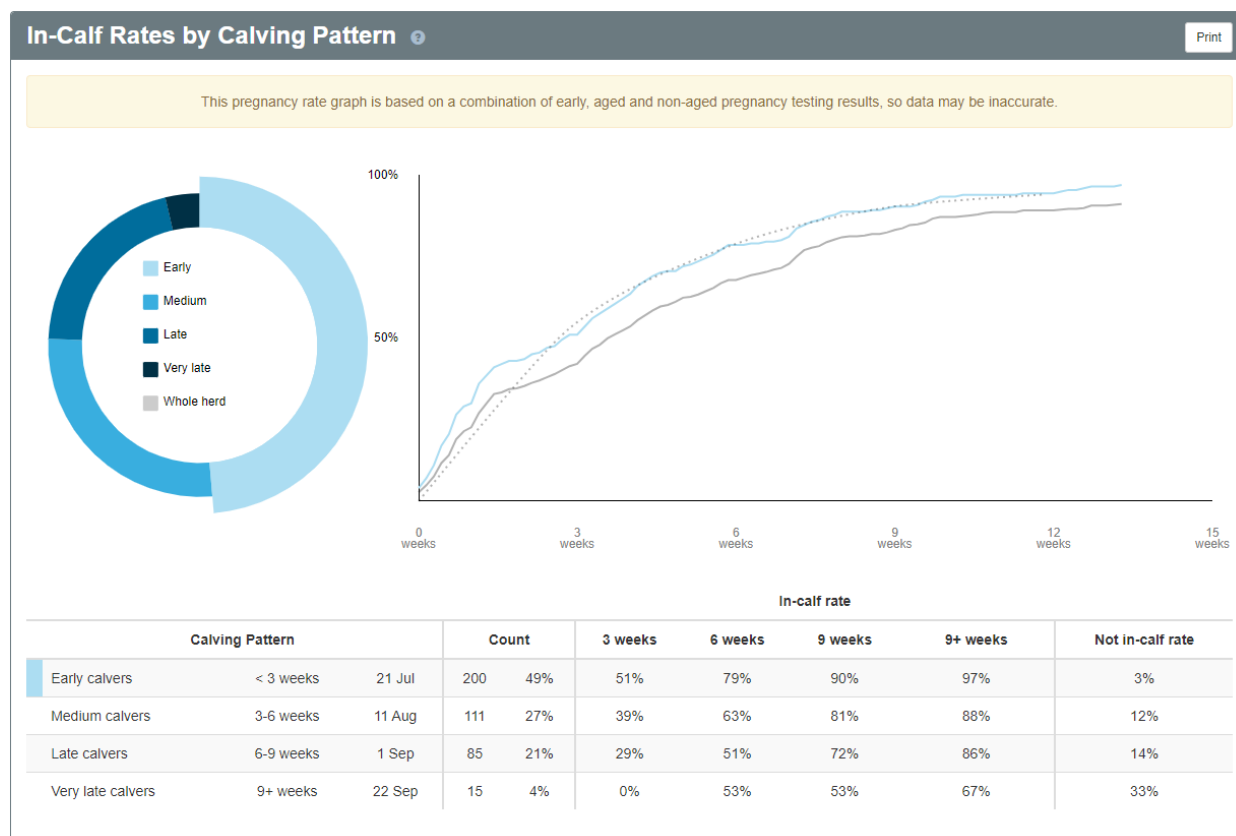 In-Calf Rates by Calving Pattern ?
Print
This pregnancy rate graph is based on a combination of early, aged and non-aged pregnancy testing results, so data may be inaccurate.
Early
Medium
Late
Very late
Whole herd
100%
50%
0 weeks
3 weeks
6 weeks
9 weeks
12 weeks
15 weeks
In-calf rate
Calving Pattern Count 3 weeks 6 weeks 9 weeks 9+ weeks Not in-calf rate
Early calvers < 3 weeks 21 Jul 200 49% 51% 79% 90% 97% 3%
Medium calvers 3-6 weeks 11 Aug 111 27% 39% 63% 81% 88% 12%
Late calvers 6-9 weeks 1 Sep 85 21% 29% 51% 72% 86% 14%
Very late calvers 9+ weeks 22 Sep 15 4% 0% 53% 53% 67% 33%